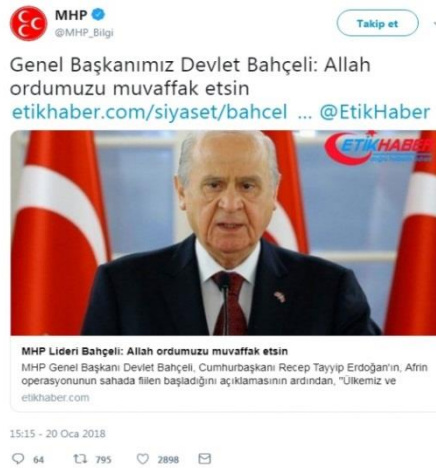 MHP
@MHP_Bilgi
Takip et
Genel Başkanımız Devlet Bahçeli: Allah
ordumuzu muvaffak etsin
etikhaber.com/siyaset/bahcel ... @EtikHaber
ETİKHABER
MHP Lideri Bahçeli: Allah ordumuzu muvaffak etsin
MHP Genel Başkanı Devlet Bahçeli, Cumhurbaşkanı Recep Tayyip Erdoğan'ın, Afrin
operasyonunun sahada fiilen başladığını açıklamasının ardından, "Ülkemiz ve
etikhaber.com
15:15 - 20 Oca 2018
64 795 2898